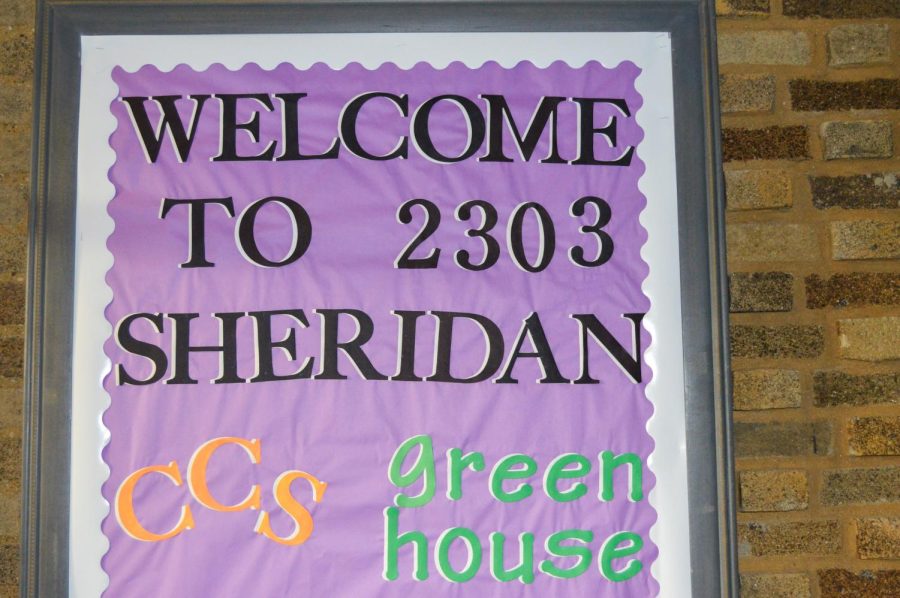 WELCOME
TO 2303
SHERIDAN
CCS
green
house